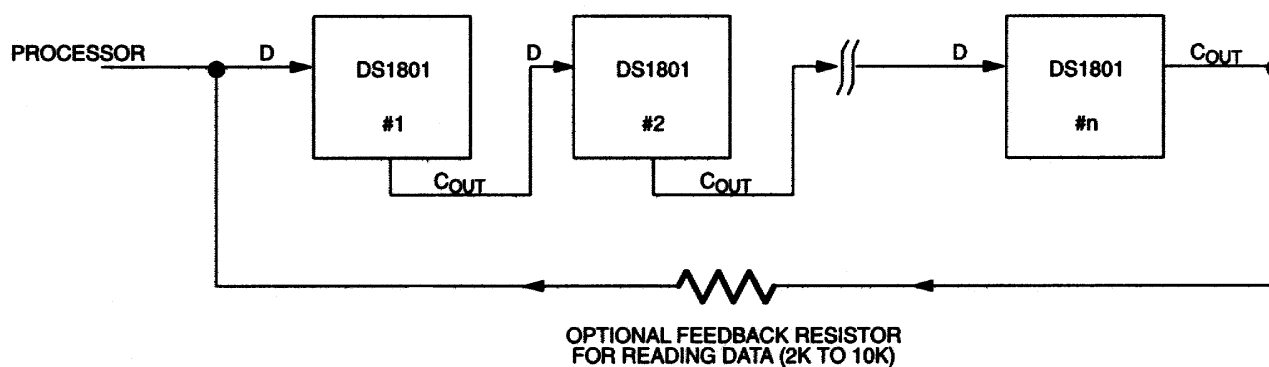 PROCESSOR
D
DS1801
#1
COUT
D
DS1801
#2
COUT
D
DS1801
#n
COUT
OPTIONAL FEEDBACK RESISTOR
FOR READING DATA (2K TO 10K)